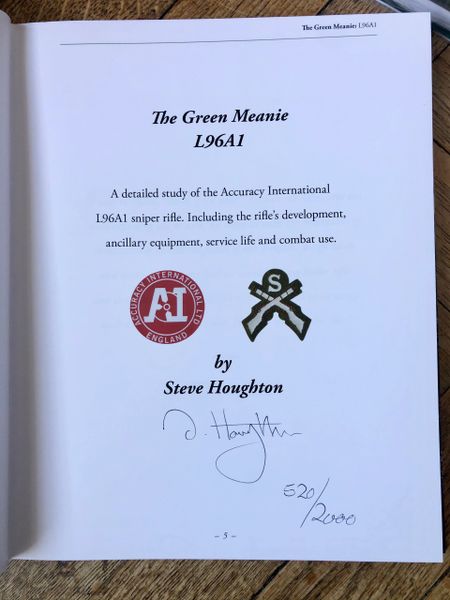 The Green Meanie: L96A1
The Green Meanie
L96A1
A detailed study of the Accuracy International
L96A1 sniper rifle. Including the rifle's development,
ancillary equipment, service life and combat use.
ACCURACY INTERNATIONAL LTD
AI
ENGLAND
S
by
Steve Houghton
520/2000
– 5 –